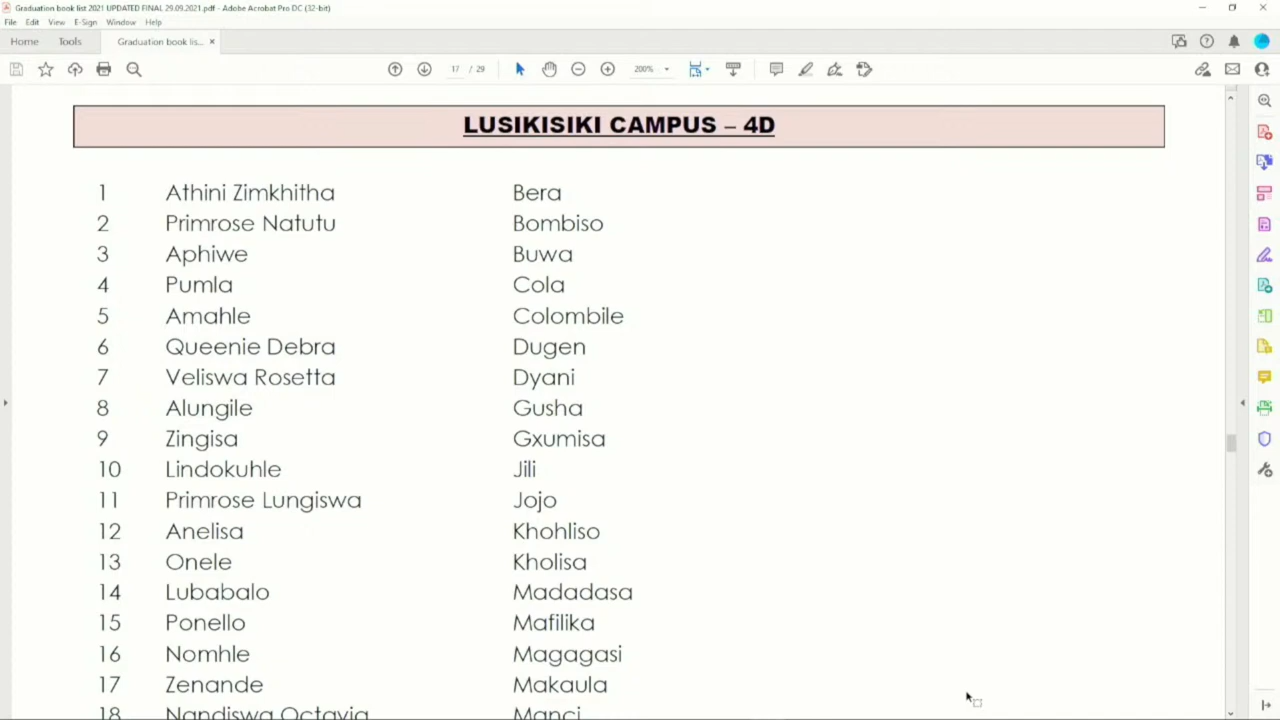 Graduation book list 2021 UPDATED FINAL 29.09.2021.pdf - Adobe Acrobat Pro DC (32-bit)
File Edit View E-Sign Window Help
Home Tools Graduation book lis... ×
17 / 29 200%
LUSIKISIKI CAMPUS – 4D
1 Athini Zimkhitha Bera
2 Primrose Natutu Bombiso
3 Aphiwe Buwa
4 Pumla Cola
5 Amahle Colombile
6 Queenie Debra Dugen
7 Veliswa Rosetta Dyani
8 Alungile Gusha
9 Zingisa Gxumisa
10 Lindokuhle Jili
11 Primrose Lungiswa Jojo
12 Anelisa Khohliso
13 Onele Kholisa
14 Lubabalo Madadasa
15 Ponello Mafilika
16 Nomhle Magagasi
17 Zenande Makaula
18 Nandiswa Octavia Manci